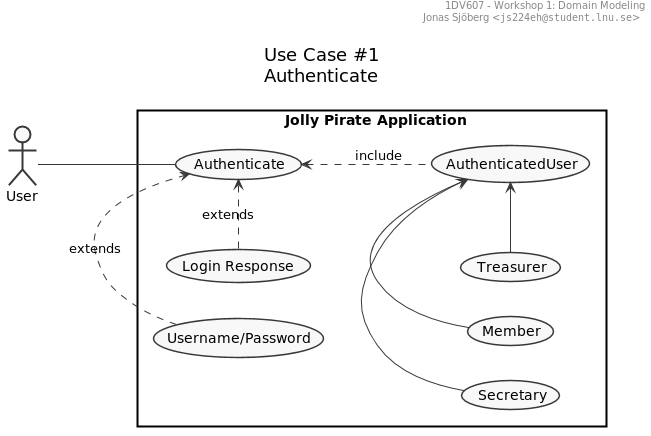 1DV607 - Workshop 1: Domain Modeling
Jonas Sjöberg <js224eh@student.lnu.se>
Use Case #1
Authenticate
Jolly Pirate Application
User
Authenticate
include
AuthenticatedUser
extends
extends
Login Response
Treasurer
Username/Password
Member
Secretary